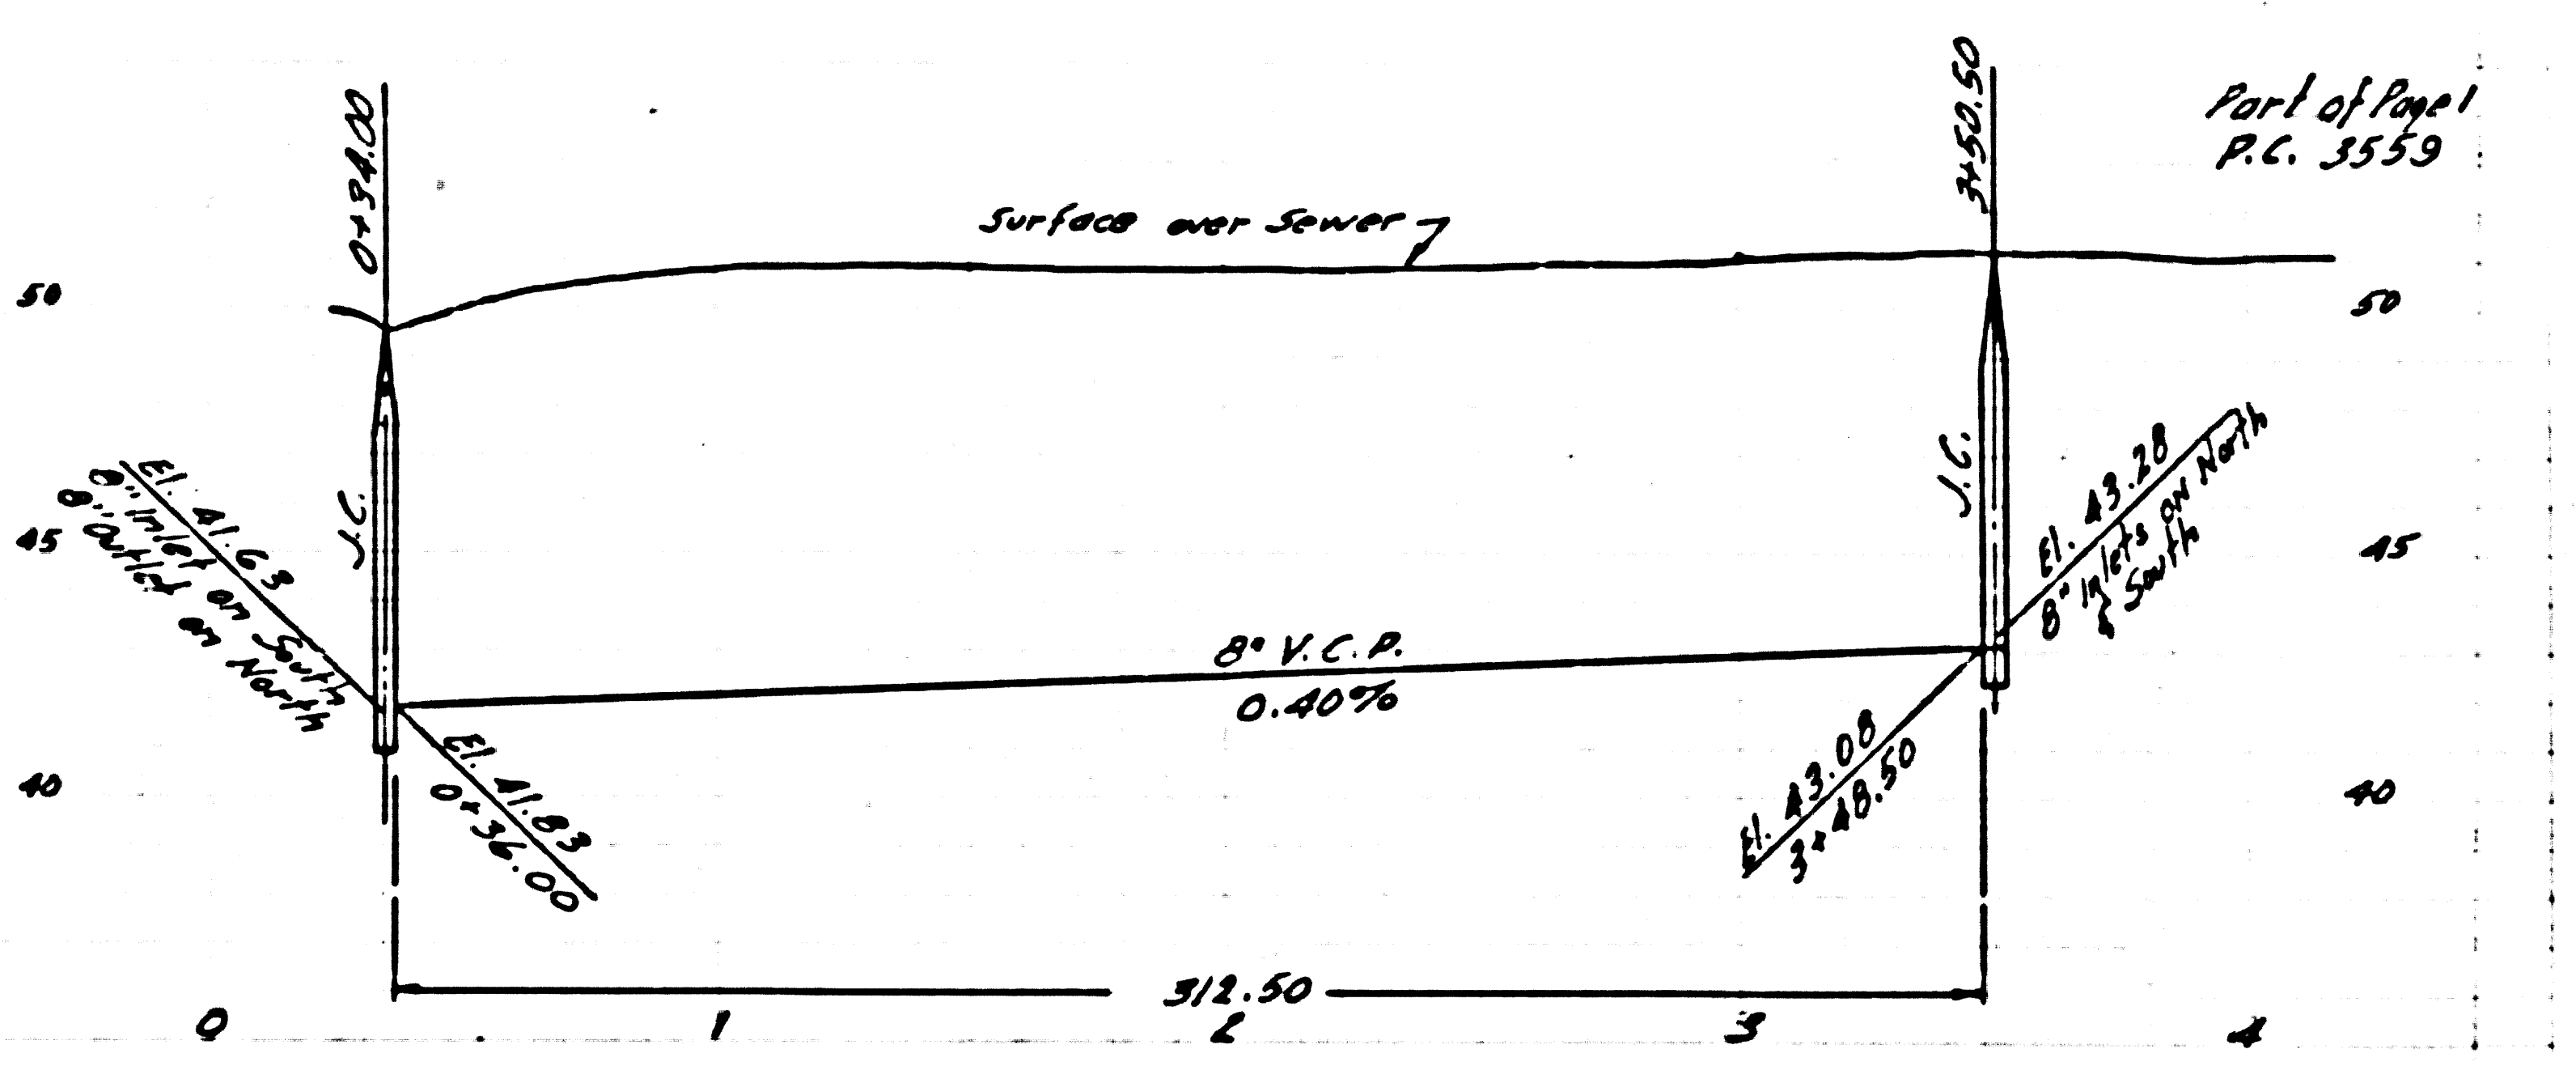 0+34.00
3+50.50
Part of Page 1
P.C. 3559
Surface over Sewer
50
50
J.C.
J.C.
El. 41.63
8" Inlet on South
8" Outlet on North
El. 43.28
8" Inlets on North
& South
45
45
8" V.C.P.
0.40%
El. 41.83
0+36.00
El. 43.08
3+48.50
40
40
312.50
0 1 2 3 4